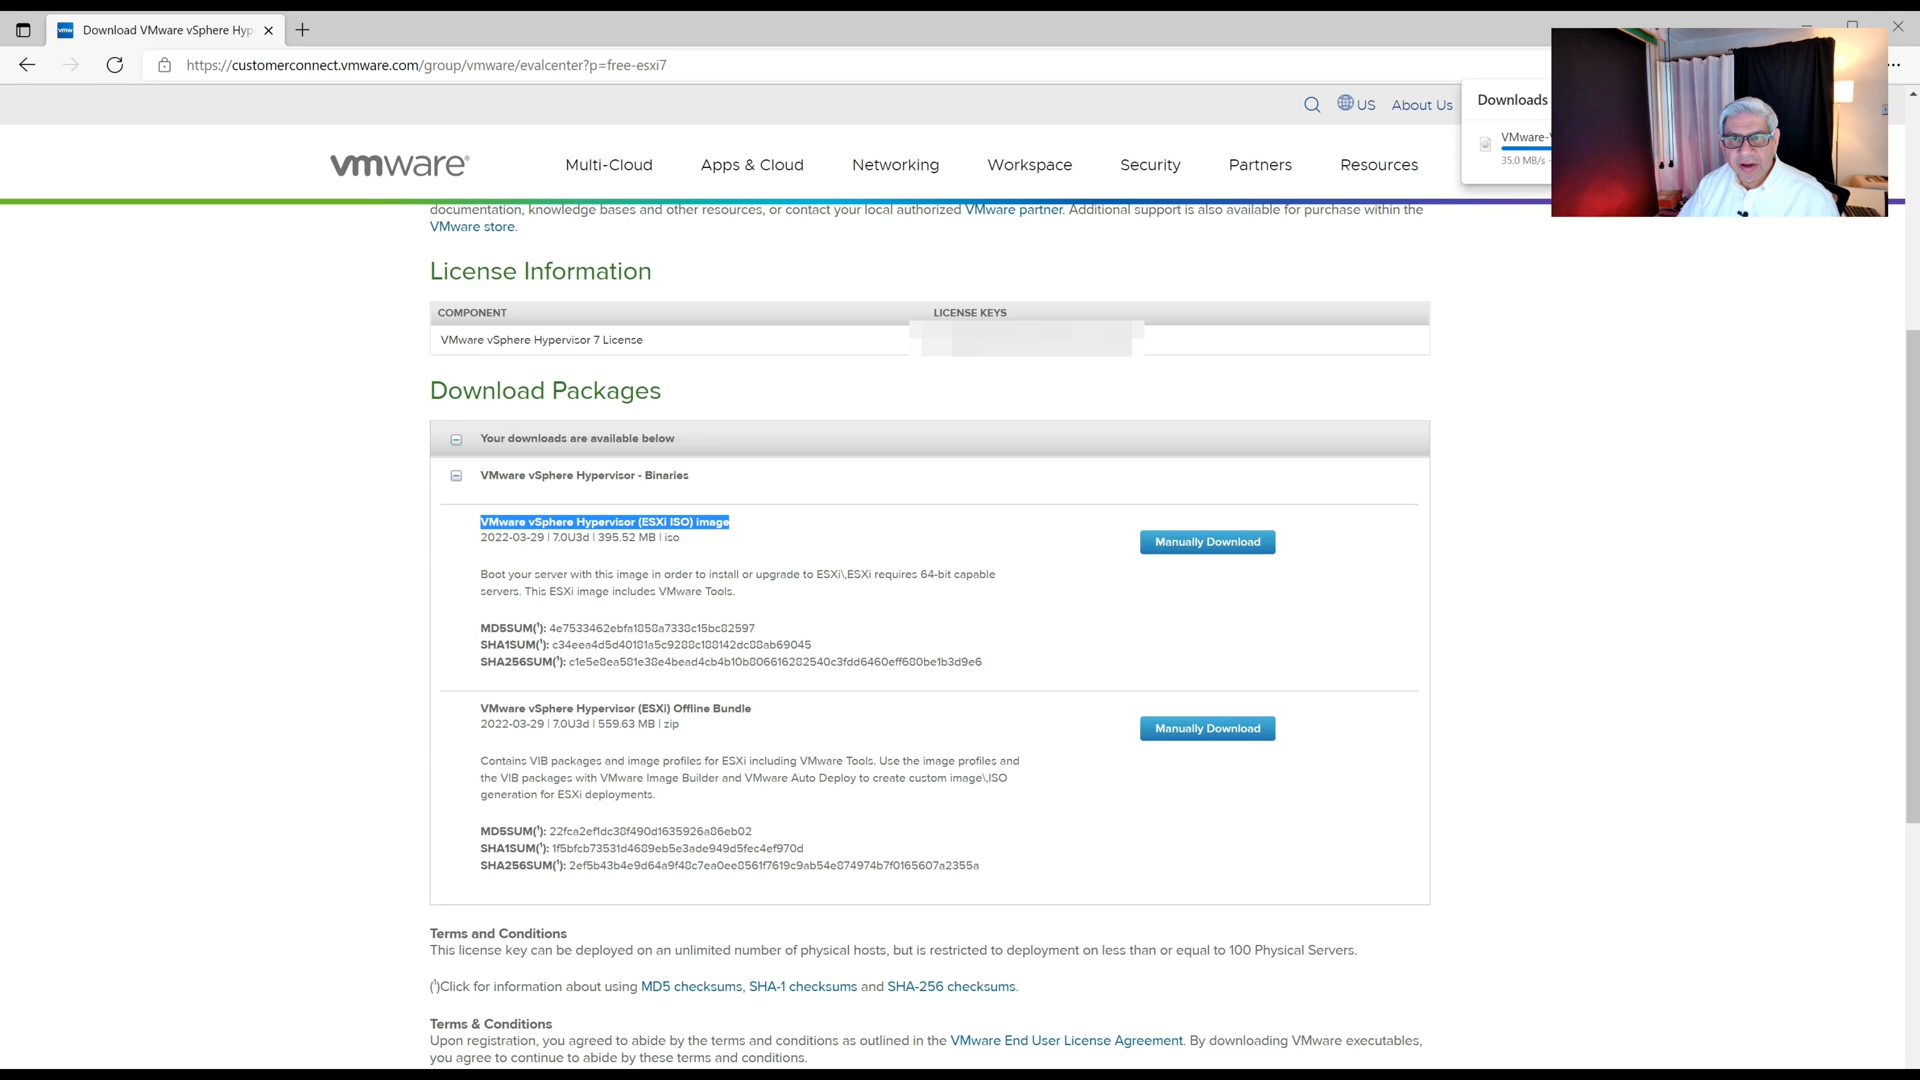 Download VMware vSphere Hyp
https://customerconnect.vmware.com/group/vmware/evalcenter?p=free-esxi7
US About Us
Downloads
VMware-V
35.0 MB/s -
vmware®
Multi-Cloud Apps & Cloud Networking Workspace Security Partners Resources
documentation, knowledge bases and other resources, or contact your local authorized VMware partner. Additional support is also available for purchase within the
VMware store.
License Information
COMPONENT LICENSE KEYS
VMware vSphere Hypervisor 7 License
Download Packages
Your downloads are available below
VMware vSphere Hypervisor - Binaries
VMware vSphere Hypervisor (ESXi ISO) image
2022-03-29 | 7.0U3d | 395.52 MB | iso
Manually Download
Boot your server with this image in order to install or upgrade to ESXi\,ESXi requires 64-bit capable
servers. This ESXi image includes VMware Tools.
MD5SUM(¹): 4e7533462ebfa1858a7338c15bc82597
SHA1SUM(¹): c34eea4d5d40181a5c9288c188142dc88ab69045
SHA256SUM(¹): c1e5e8ea581e38e4bead4cb4b10b806616282540c3fdd6460eff680be1b3d9e6
VMware vSphere Hypervisor (ESXi) Offline Bundle
2022-03-29 | 7.0U3d | 559.63 MB | zip
Manually Download
Contains VIB packages and image profiles for ESXi including VMware Tools. Use the image profiles and
the VIB packages with VMware Image Builder and VMware Auto Deploy to create custom image\,ISO
generation for ESXi deployments.
MD5SUM(¹): 22fca2ef1dc38f490d1635926a86eb02
SHA1SUM(¹): 1f5bfcb73531d4689eb5e3ade949d5fec4ef970d
SHA256SUM(¹): 2ef5b43b4e9d64a9f48c7ea0ee8561f7619c9ab54e874974b7f0165607a2355a
Terms and Conditions
This license key can be deployed on an unlimited number of physical hosts, but is restricted to deployment on less than or equal to 100 Physical Servers.
(¹)Click for information about using MD5 checksums, SHA-1 checksums and SHA-256 checksums.
Terms & Conditions
Upon registration, you agreed to abide by the terms and conditions as outlined in the VMware End User License Agreement. By downloading VMware executables,
you agree to continue to abide by these terms and conditions.